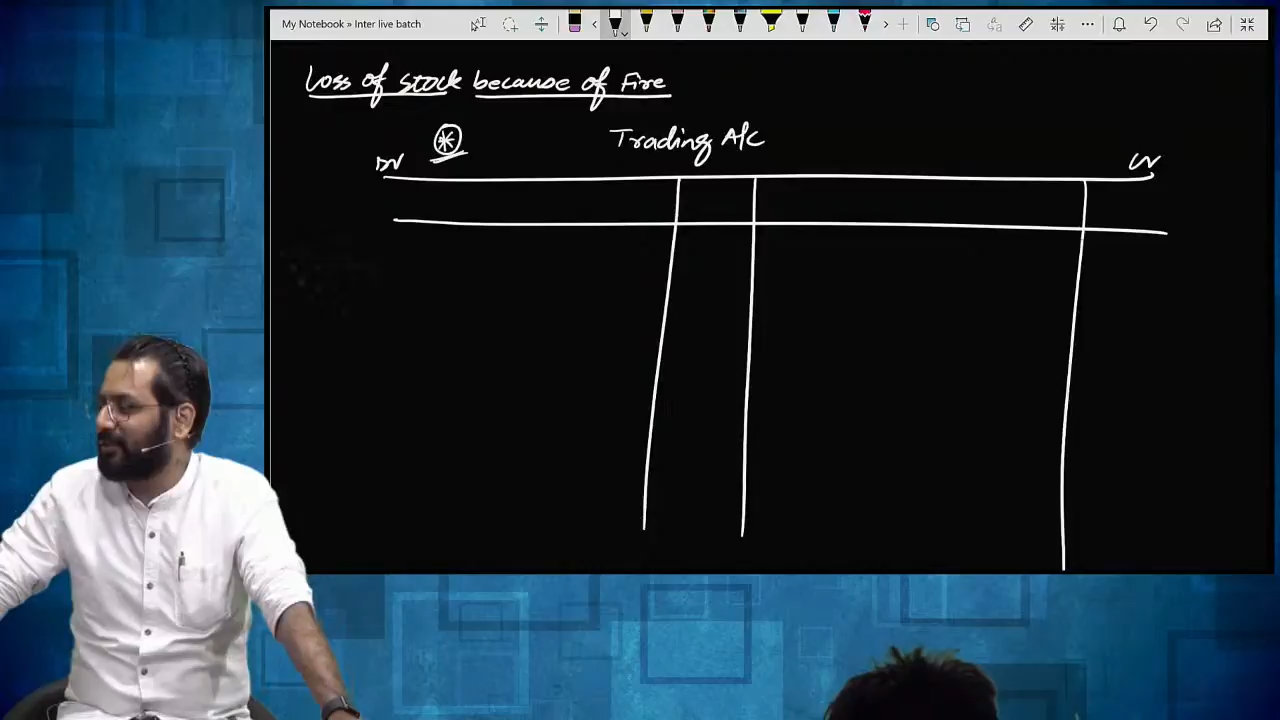 My Notebook » Inter live batch
Loss of stock because of Fire
Trading A/c
Dr Cr